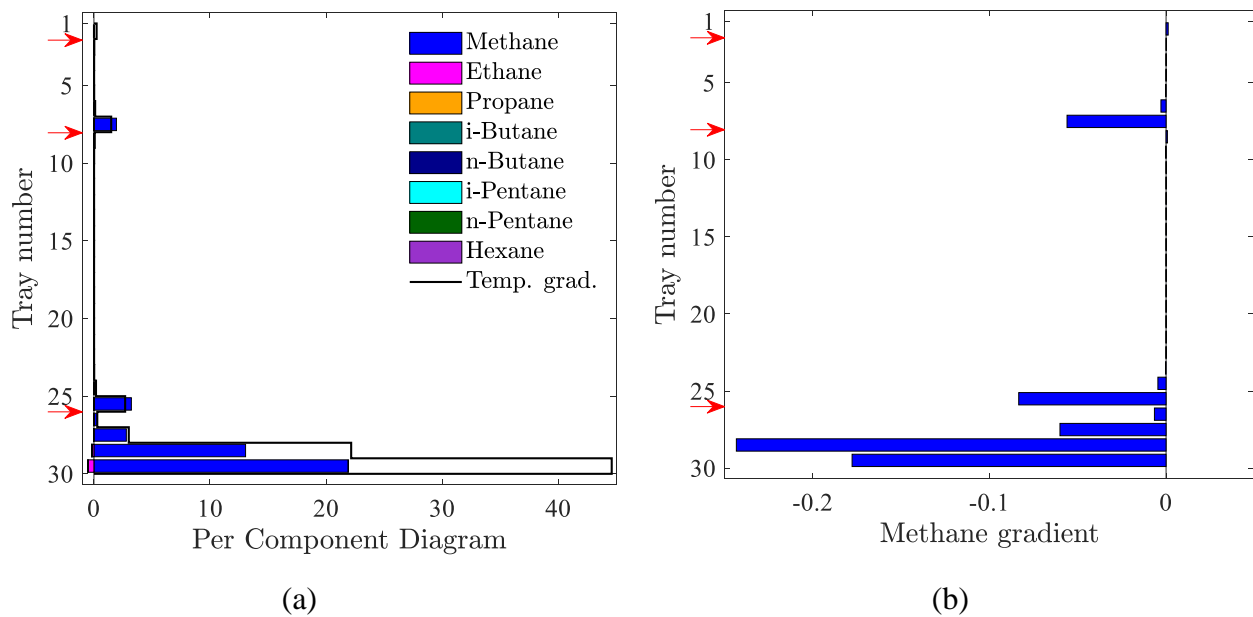 1
5
10
15
20
25
30
Tray number
Methane
Ethane
Propane
i-Butane
n-Butane
i-Pentane
n-Pentane
Hexane
Temp. grad.
0
10
20
30
40
Per Component Diagram
(a)
1
5
10
15
20
25
30
Tray number
-0.2
-0.1
0
Methane gradient
(b)